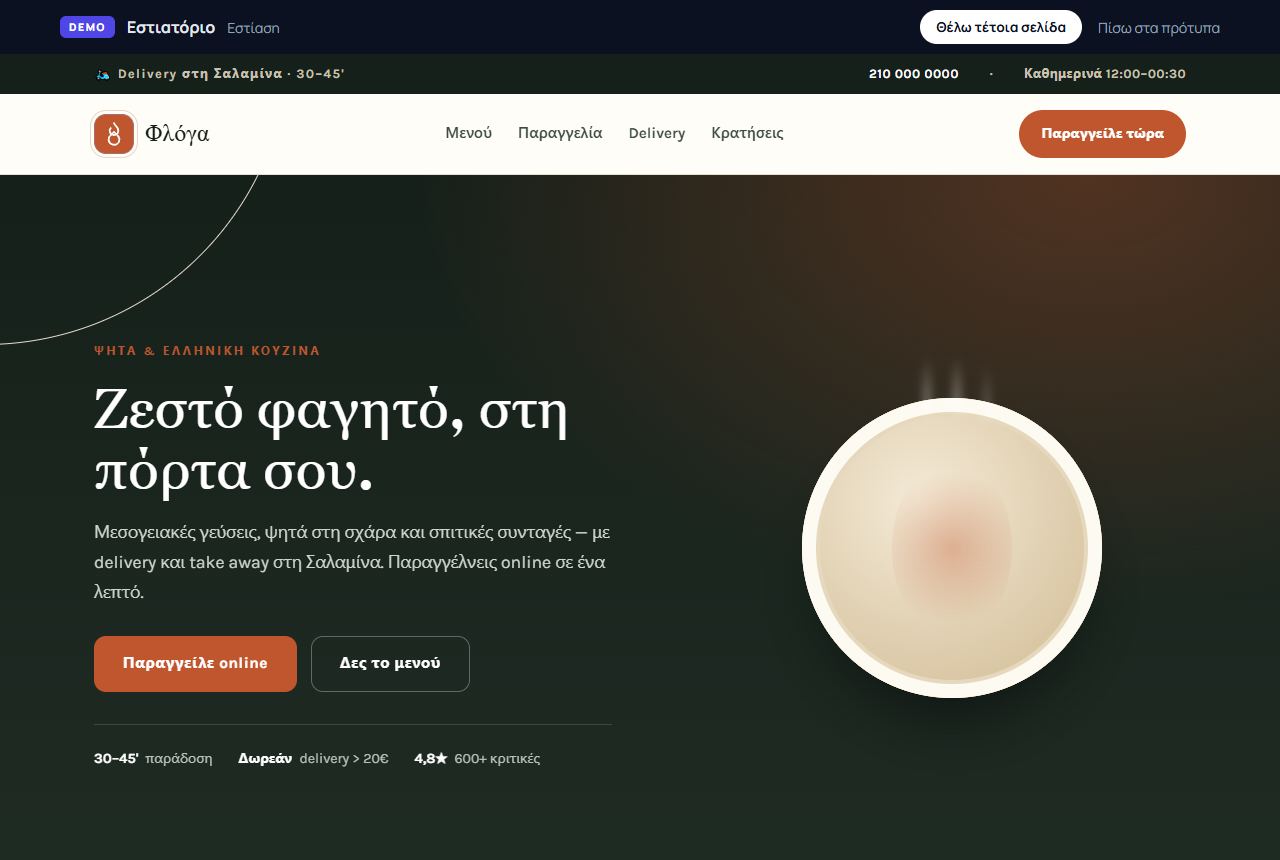 DEMO Εστιατόριο Εστίαση Θέλω τέτοια σελίδα Πίσω στα πρότυπα
Delivery στη Σαλαμίνα · 30–45' 210 000 0000 · Καθημερινά 12:00–00:30
Φλόγα Μενού Παραγγελία Delivery Κρατήσεις Παραγγείλε τώρα
ΨΗΤΑ & ΕΛΛΗΝΙΚΗ ΚΟΥΖΙΝΑ
Ζεστό φαγητό, στη
πόρτα σου.
Μεσογειακές γεύσεις, ψητά στη σχάρα και σπιτικές συνταγές — με
delivery και take away στη Σαλαμίνα. Παραγγέλνεις online σε ένα
λεπτό.
Παραγγείλε online Δες το μενού
30–45' παράδοση Δωρεάν delivery > 20€ 4,8★ 600+ κριτικές